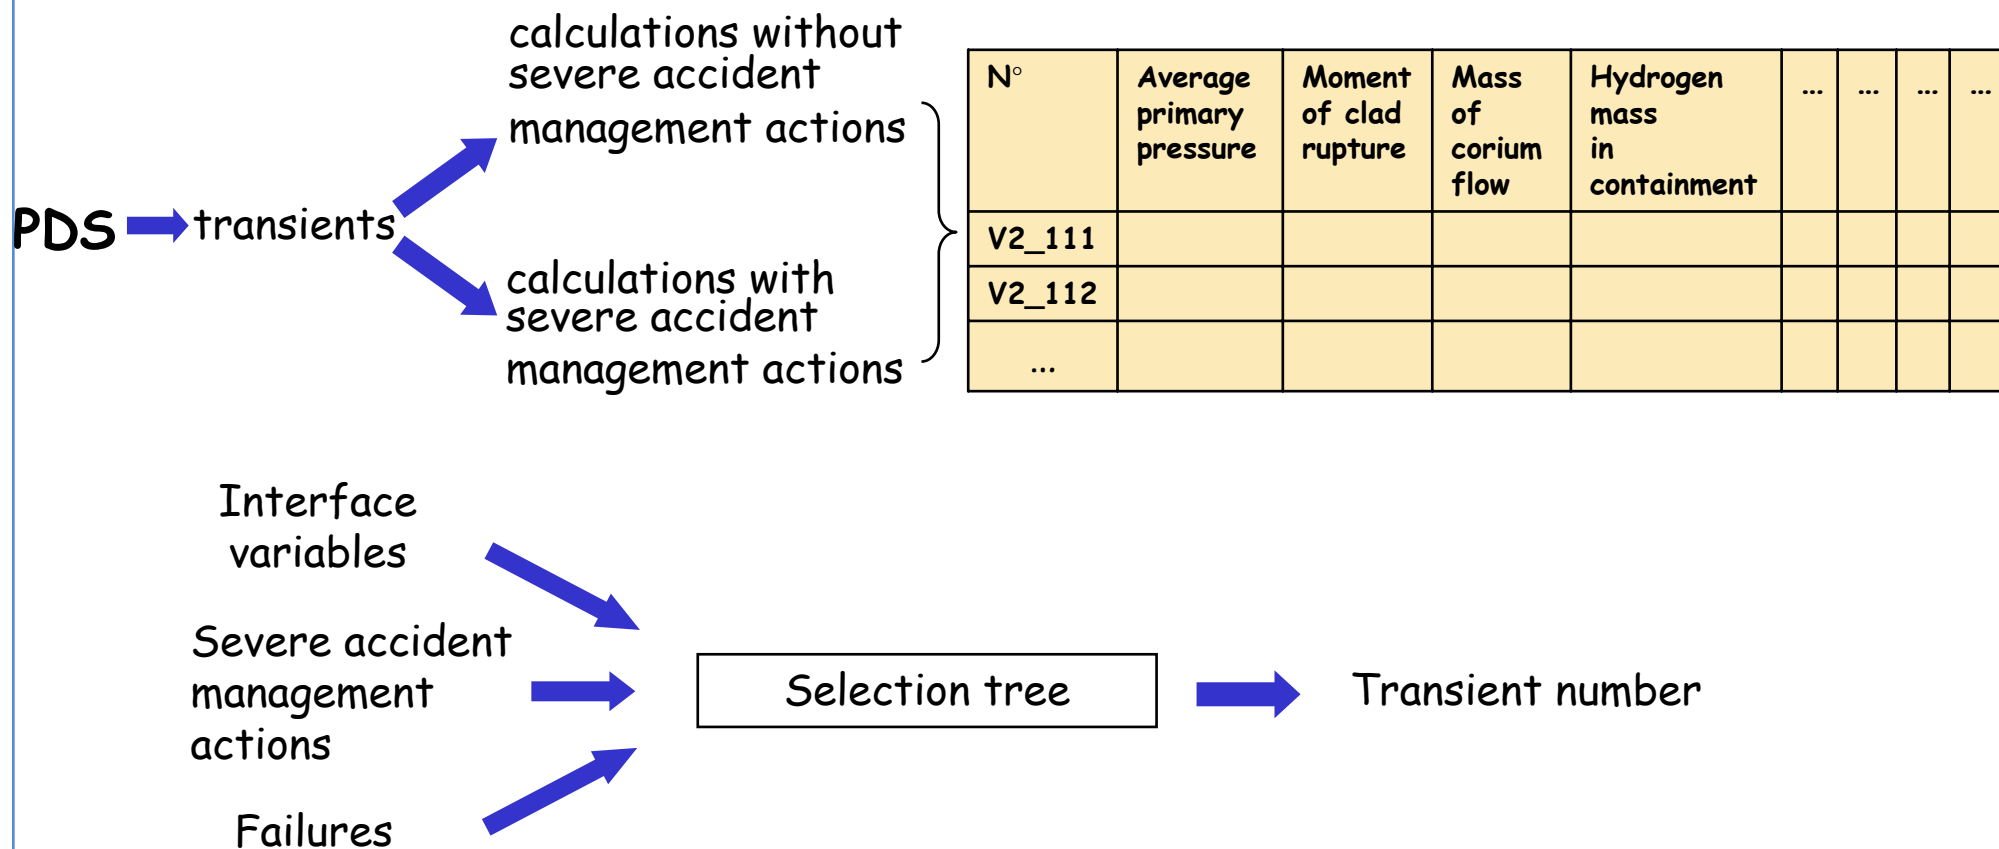 calculations without
severe accident
management actions
PDS
transients
calculations with
severe accident
management actions
N°
Average
primary
pressure
Moment
of clad
rupture
Mass
of
corium
flow
Hydrogen
mass
in
containment
...
...
...
...
V2_111
V2_112
...
Interface
variables
Severe accident
management
actions
Failures
Selection tree
Transient number